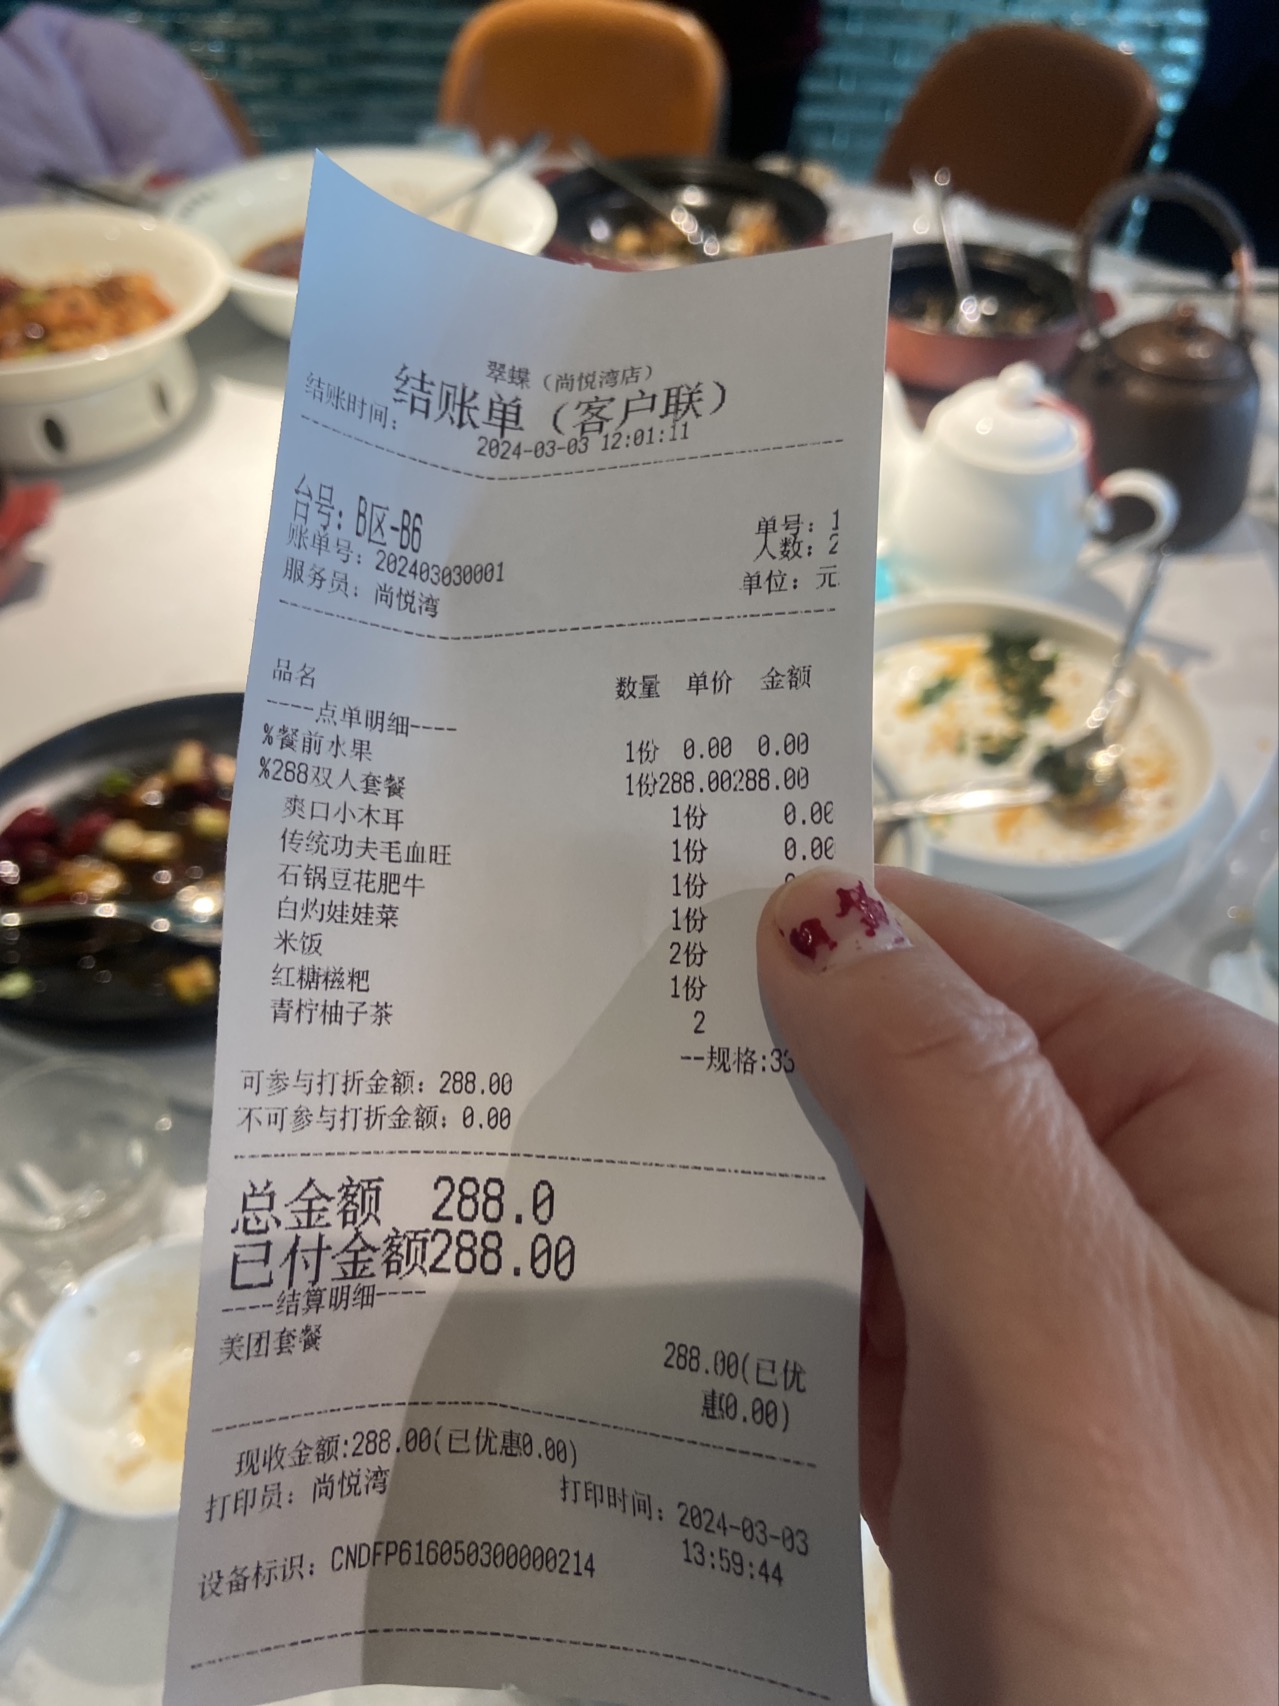 翠蝶（尚悦湾店）
结账单（客户联）
结账时间：2024-03-03 12:01:11
台号：B区-B6
单号：1
账单号：202403030001
人数：2
服务员：尚悦湾
单位：元
品名 数量 单价 金额
----点单明细----
%餐前水果 1份 0.00 0.00
%288双人套餐 1份288.00288.00
爽口小木耳 1份 0.00
传统功夫毛血旺 1份 0.00
石锅豆花肥牛 1份
白灼娃娃菜 1份
米饭 2份
红糖糍粑 1份
青柠柚子茶 2
--规格:33
可参与打折金额：288.00
不可参与打折金额：0.00
总金额 288.0
已付金额288.00
----结算明细----
美团套餐 288.00(已优
惠0.00)
现收金额:288.00(已优惠0.00)
打印员：尚悦湾 打印时间：2024-03-03
13:59:44
设备标识：CNDFP616050300000214